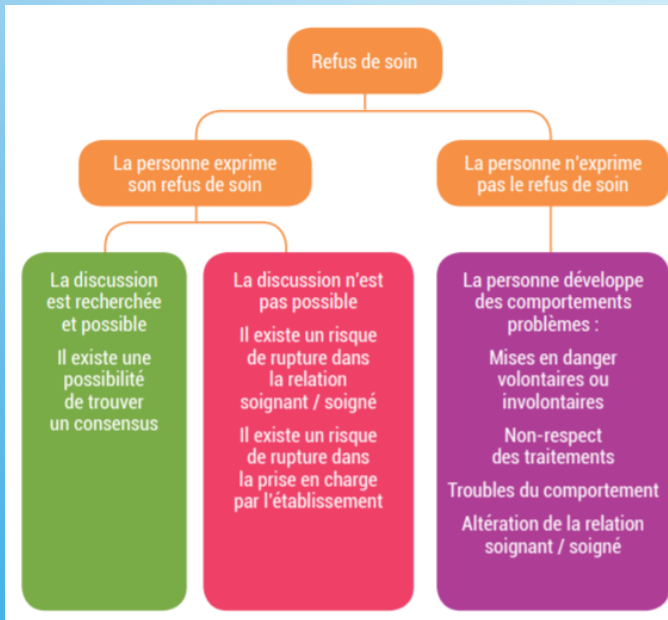 Refus de soin
La personne exprime
son refus de soin
La personne n'exprime
pas le refus de soin
La discussion
est recherchée
et possible
Il existe une
possibilité
de trouver
un consensus
La discussion n'est
pas possible
Il existe un risque
de rupture dans
la relation
soignant / soigné
Il existe un risque
de rupture dans
la prise en charge
par l'établissement
La personne développe
des comportements
problèmes :
Mises en danger
volontaires ou
involontaires
Non-respect
des traitements
Troubles du comportement
Altération de la relation
soignant / soigné